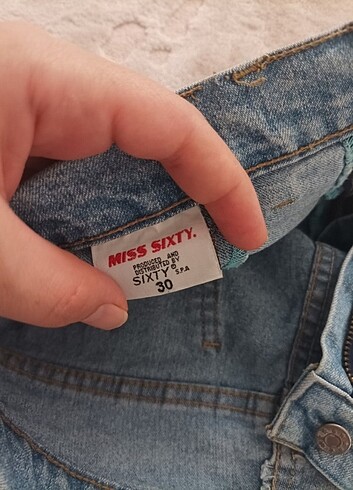 MISS SIXTY.
PRODUCED AND
DISTRIBUTED BY
SIXTY® S.P.A
30